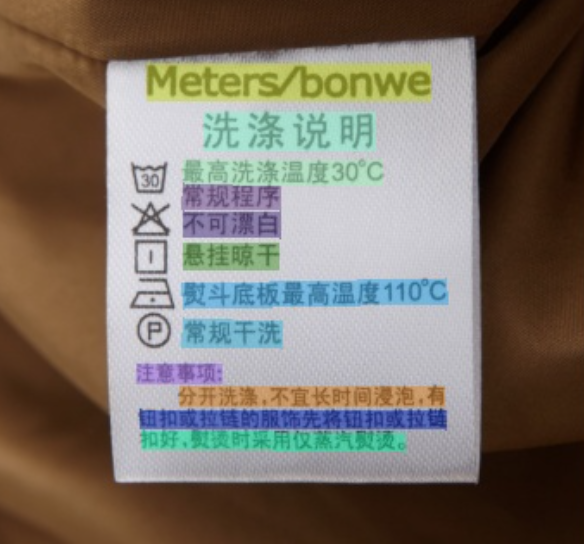 Meters/bonwe
洗涤说明
30
最高洗涤温度30°C
常规程序
不可漂白
悬挂晾干
熨斗底板最高温度110°C
P
常规干洗
注意事项:
分开洗涤,不宜长时间浸泡,有
钮扣或拉链的服饰先将钮扣或拉链
扣好,熨烫时采用仅蒸汽熨烫。